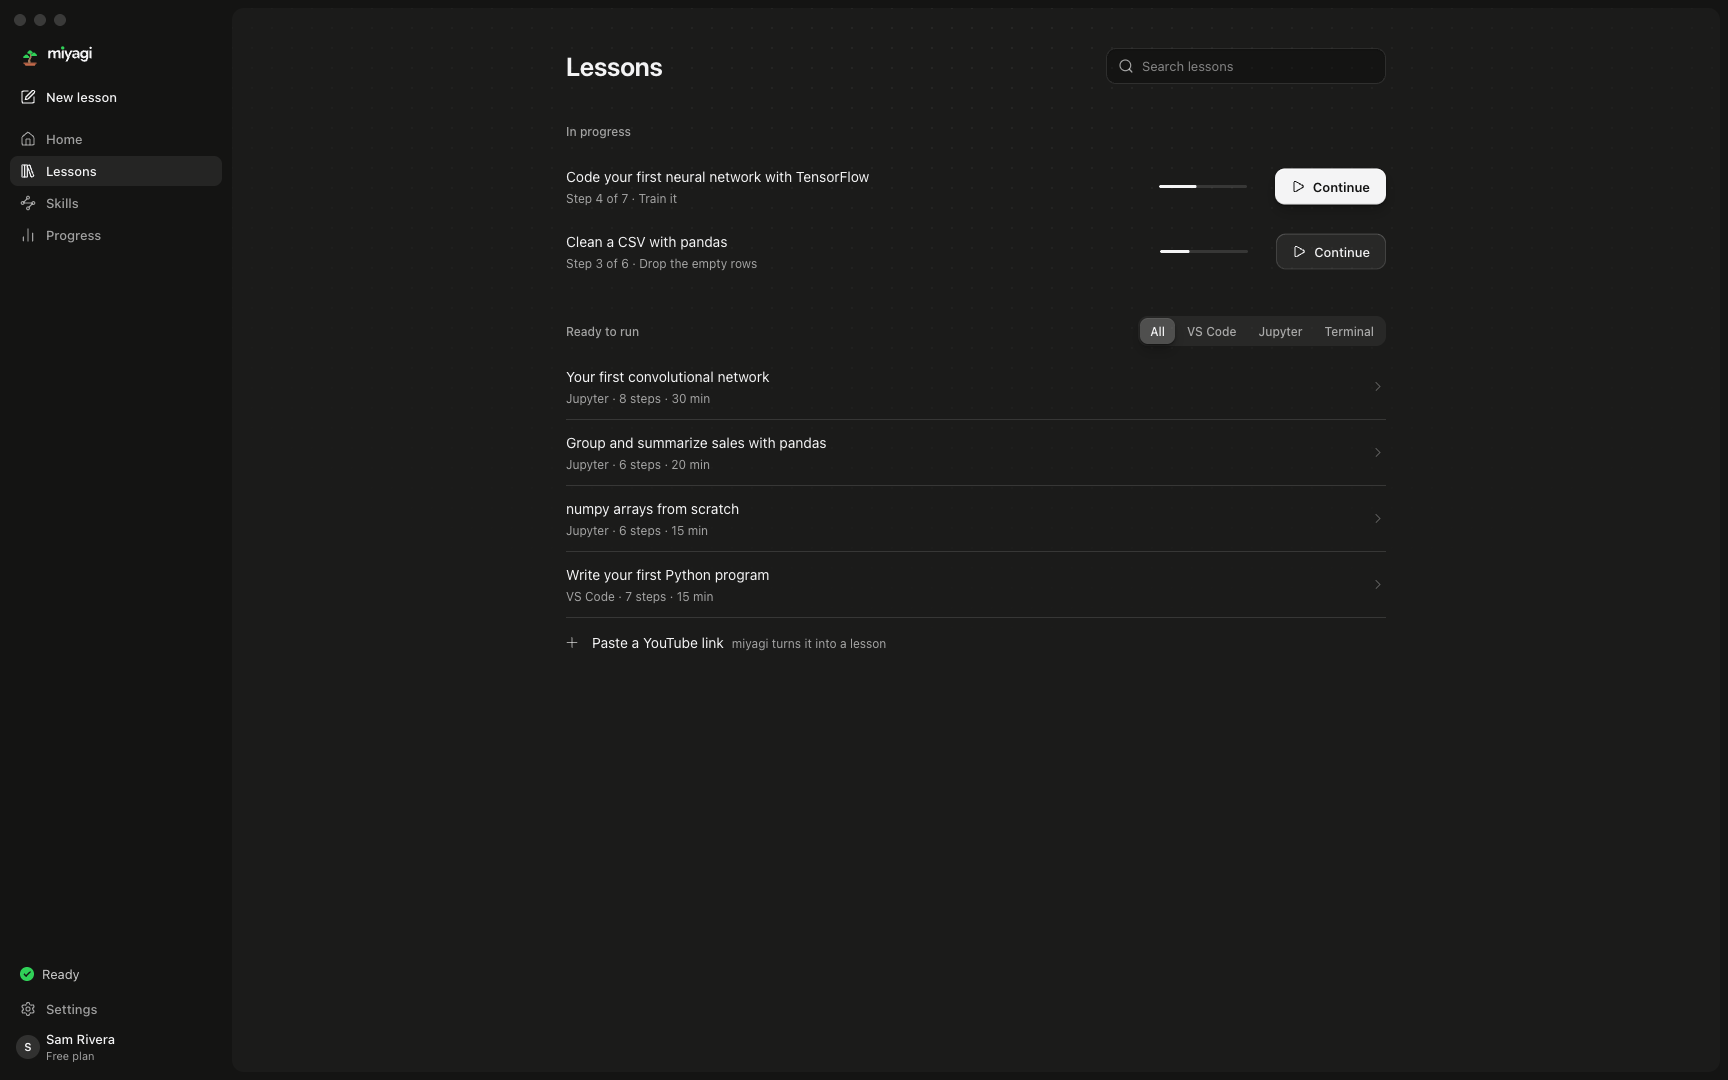 miyagi
New lesson
Home
Lessons
Skills
Progress
Ready
Settings
S
Sam Rivera
Free plan
Lessons
Search lessons
In progress
Code your first neural network with TensorFlow
Step 4 of 7 · Train it
Continue
Clean a CSV with pandas
Step 3 of 6 · Drop the empty rows
Continue
Ready to run
All VS Code Jupyter Terminal
Your first convolutional network
Jupyter · 8 steps · 30 min
Group and summarize sales with pandas
Jupyter · 6 steps · 20 min
numpy arrays from scratch
Jupyter · 6 steps · 15 min
Write your first Python program
VS Code · 7 steps · 15 min
Paste a YouTube link miyagi turns it into a lesson